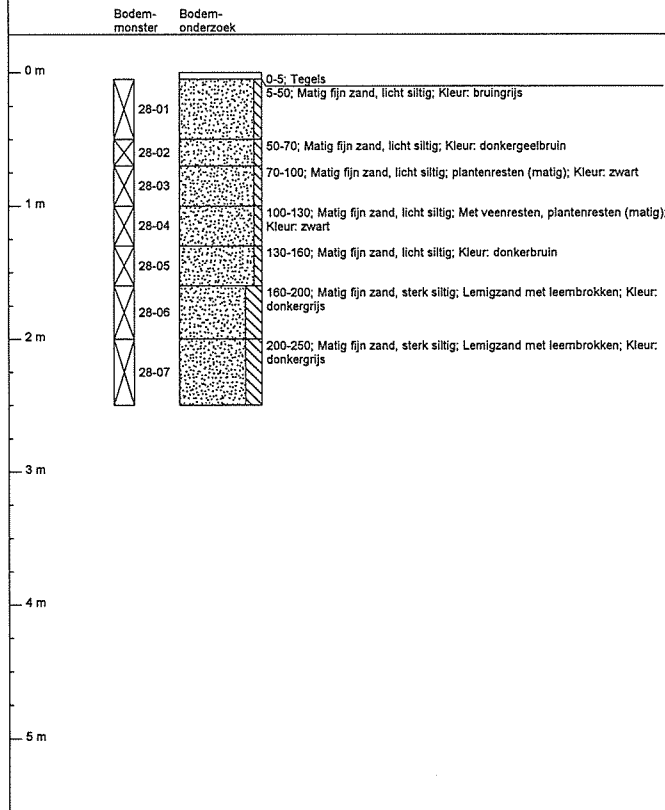 Bodem-
monster
Bodem-
onderzoek
0 m
0-5; Tegels
5-50; Matig fijn zand, licht siltig; Kleur: bruingrijs
28-01
50-70; Matig fijn zand, licht siltig; Kleur: donkergeelbruin
28-02
70-100; Matig fijn zand, licht siltig; plantenresten (matig); Kleur: zwart
28-03
1 m
100-130; Matig fijn zand, licht siltig; Met veenresten, plantenresten (matig);
Kleur: zwart
28-04
130-160; Matig fijn zand, licht siltig; Kleur: donkerbruin
28-05
160-200; Matig fijn zand, sterk siltig; Lemigzand met leembrokken; Kleur:
donkergrijs
28-06
2 m
200-250; Matig fijn zand, sterk siltig; Lemigzand met leembrokken; Kleur:
donkergrijs
28-07
3 m
4 m
5 m